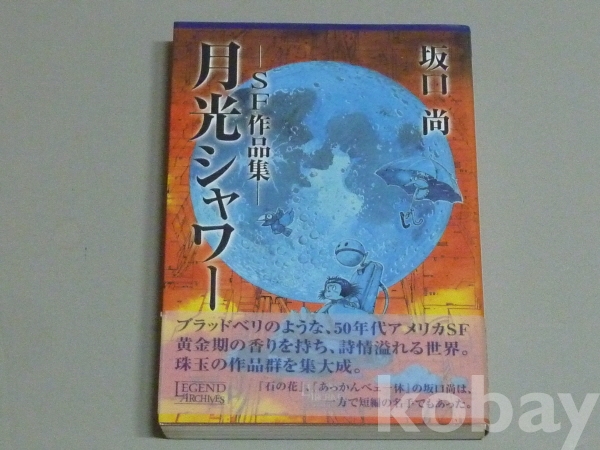 坂口 尚
月光シャワー
―SF作品集―
ブラッドベリのような、50年代アメリカSF
黄金期の香りを持ち、詩情溢れる世界。
珠玉の作品群を集大成。
LEGEND
ARCHIVES
『石の花』、『あっかんべェ一休』の坂口尚は、
一方で短編の名手でもあった。
kobay